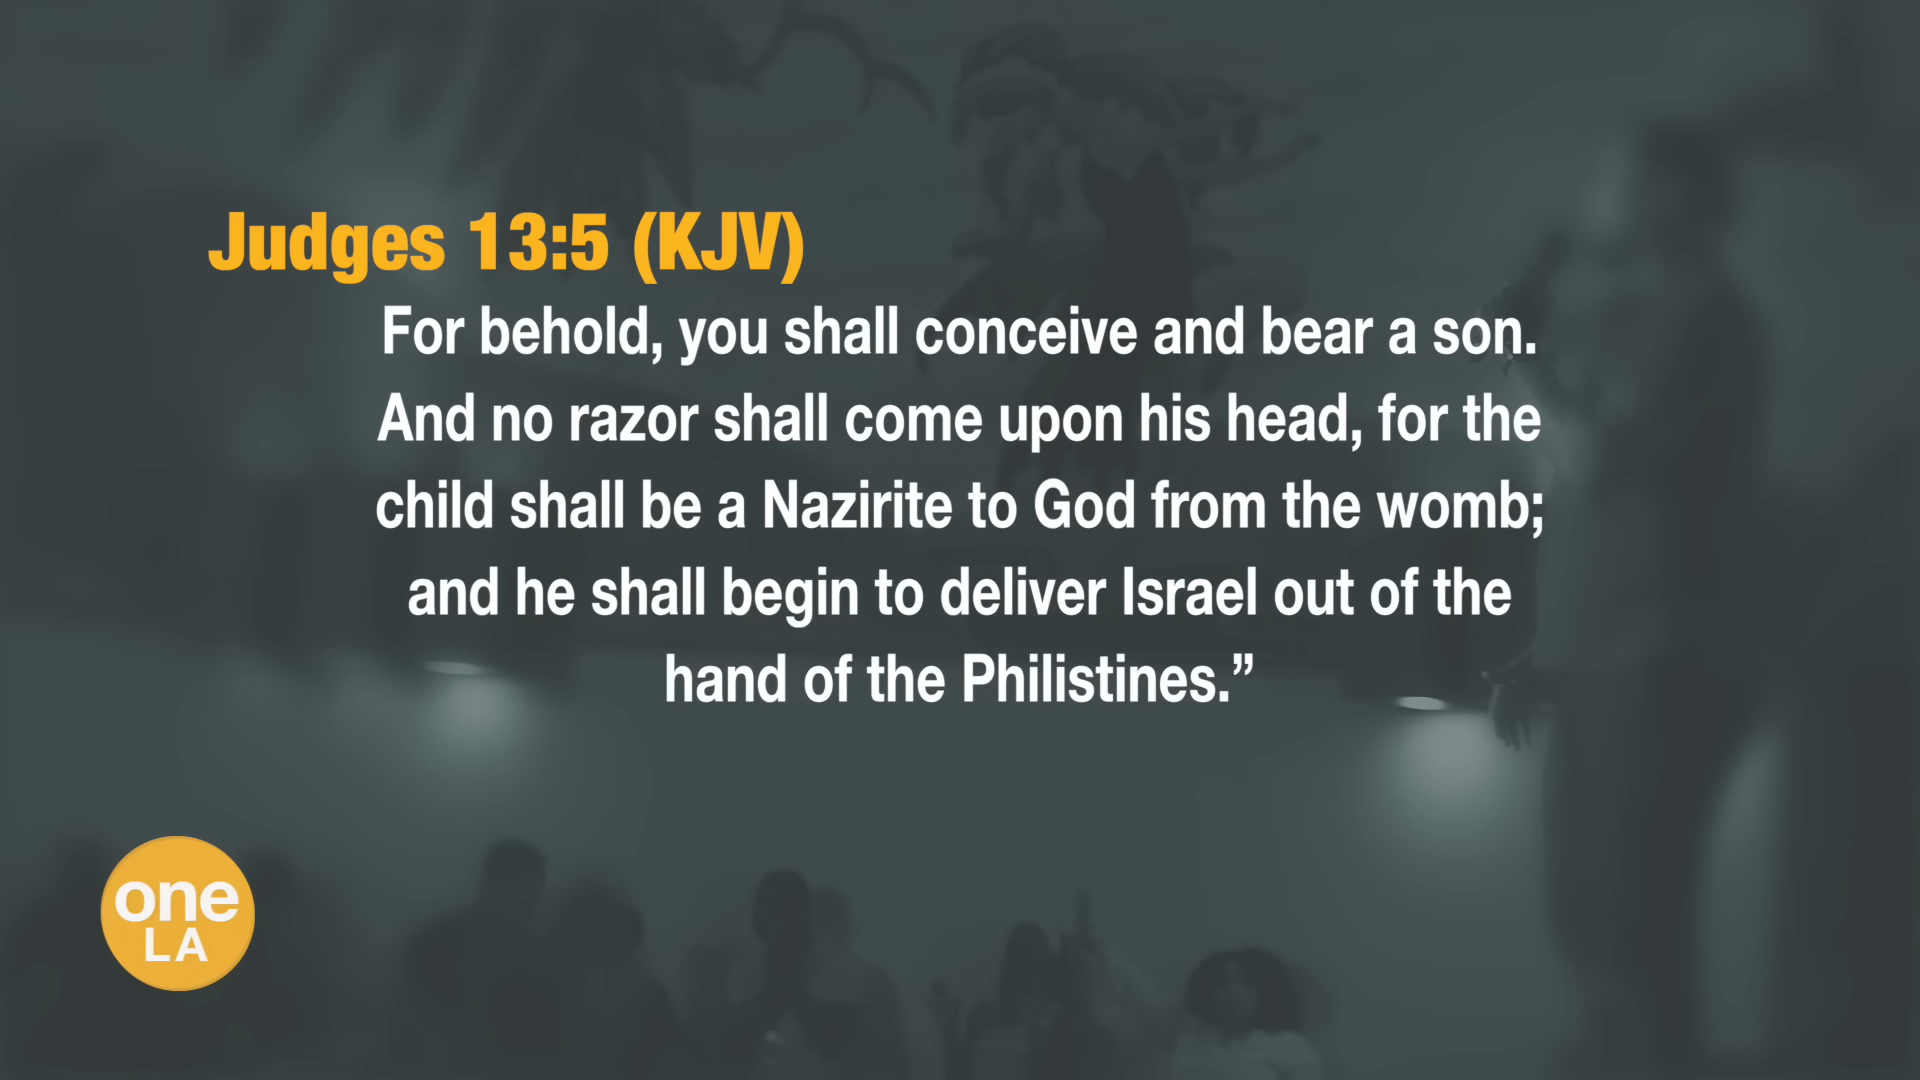 Judges 13:5 (KJV)
For behold, you shall conceive and bear a son.
And no razor shall come upon his head, for the
child shall be a Nazirite to God from the womb;
and he shall begin to deliver Israel out of the
hand of the Philistines.”
one
LA